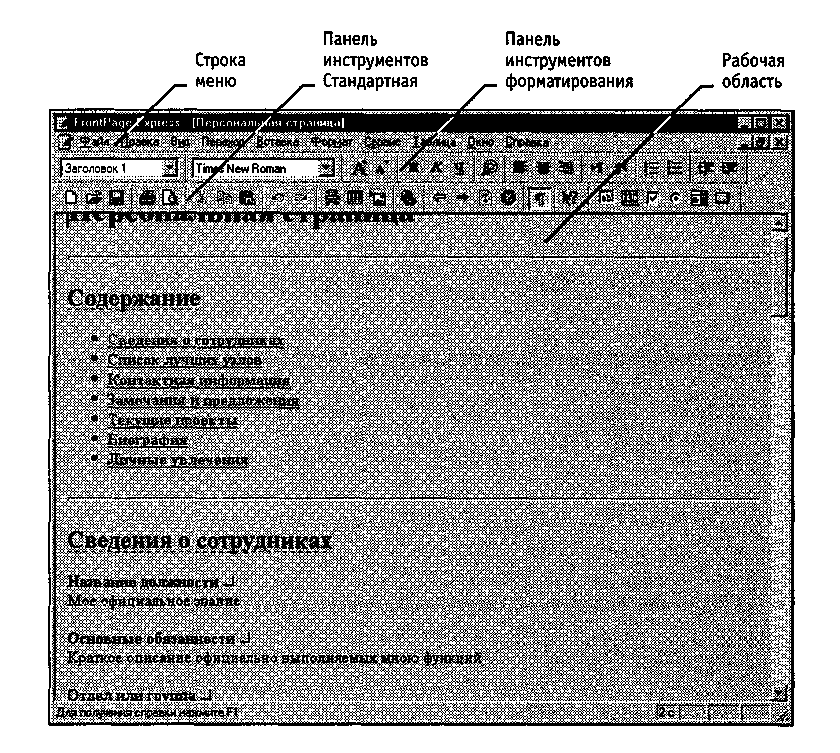 Строка
меню
Панель
инструментов
Стандартная
Панель
инструментов
форматирования
Рабочая
область
FrontPage Express - [Персональная страница]
Файл Правка Вид Переход Вставка Формат Сервис Таблица Окно Справка
Заголовок 1 Times New Roman
Персональная страница
Содержание
Сведения о сотрудниках
Список лучших узлов
Контактная информация
Замечания и предложения
Текущие проекты
Биография
Личные увлечения
Сведения о сотрудниках
Название должности
Мое официальное звание
Основные обязанности
Краткое описание официально выполняемых мною функций
Отдел или группа
Для получения справки нажмите F1